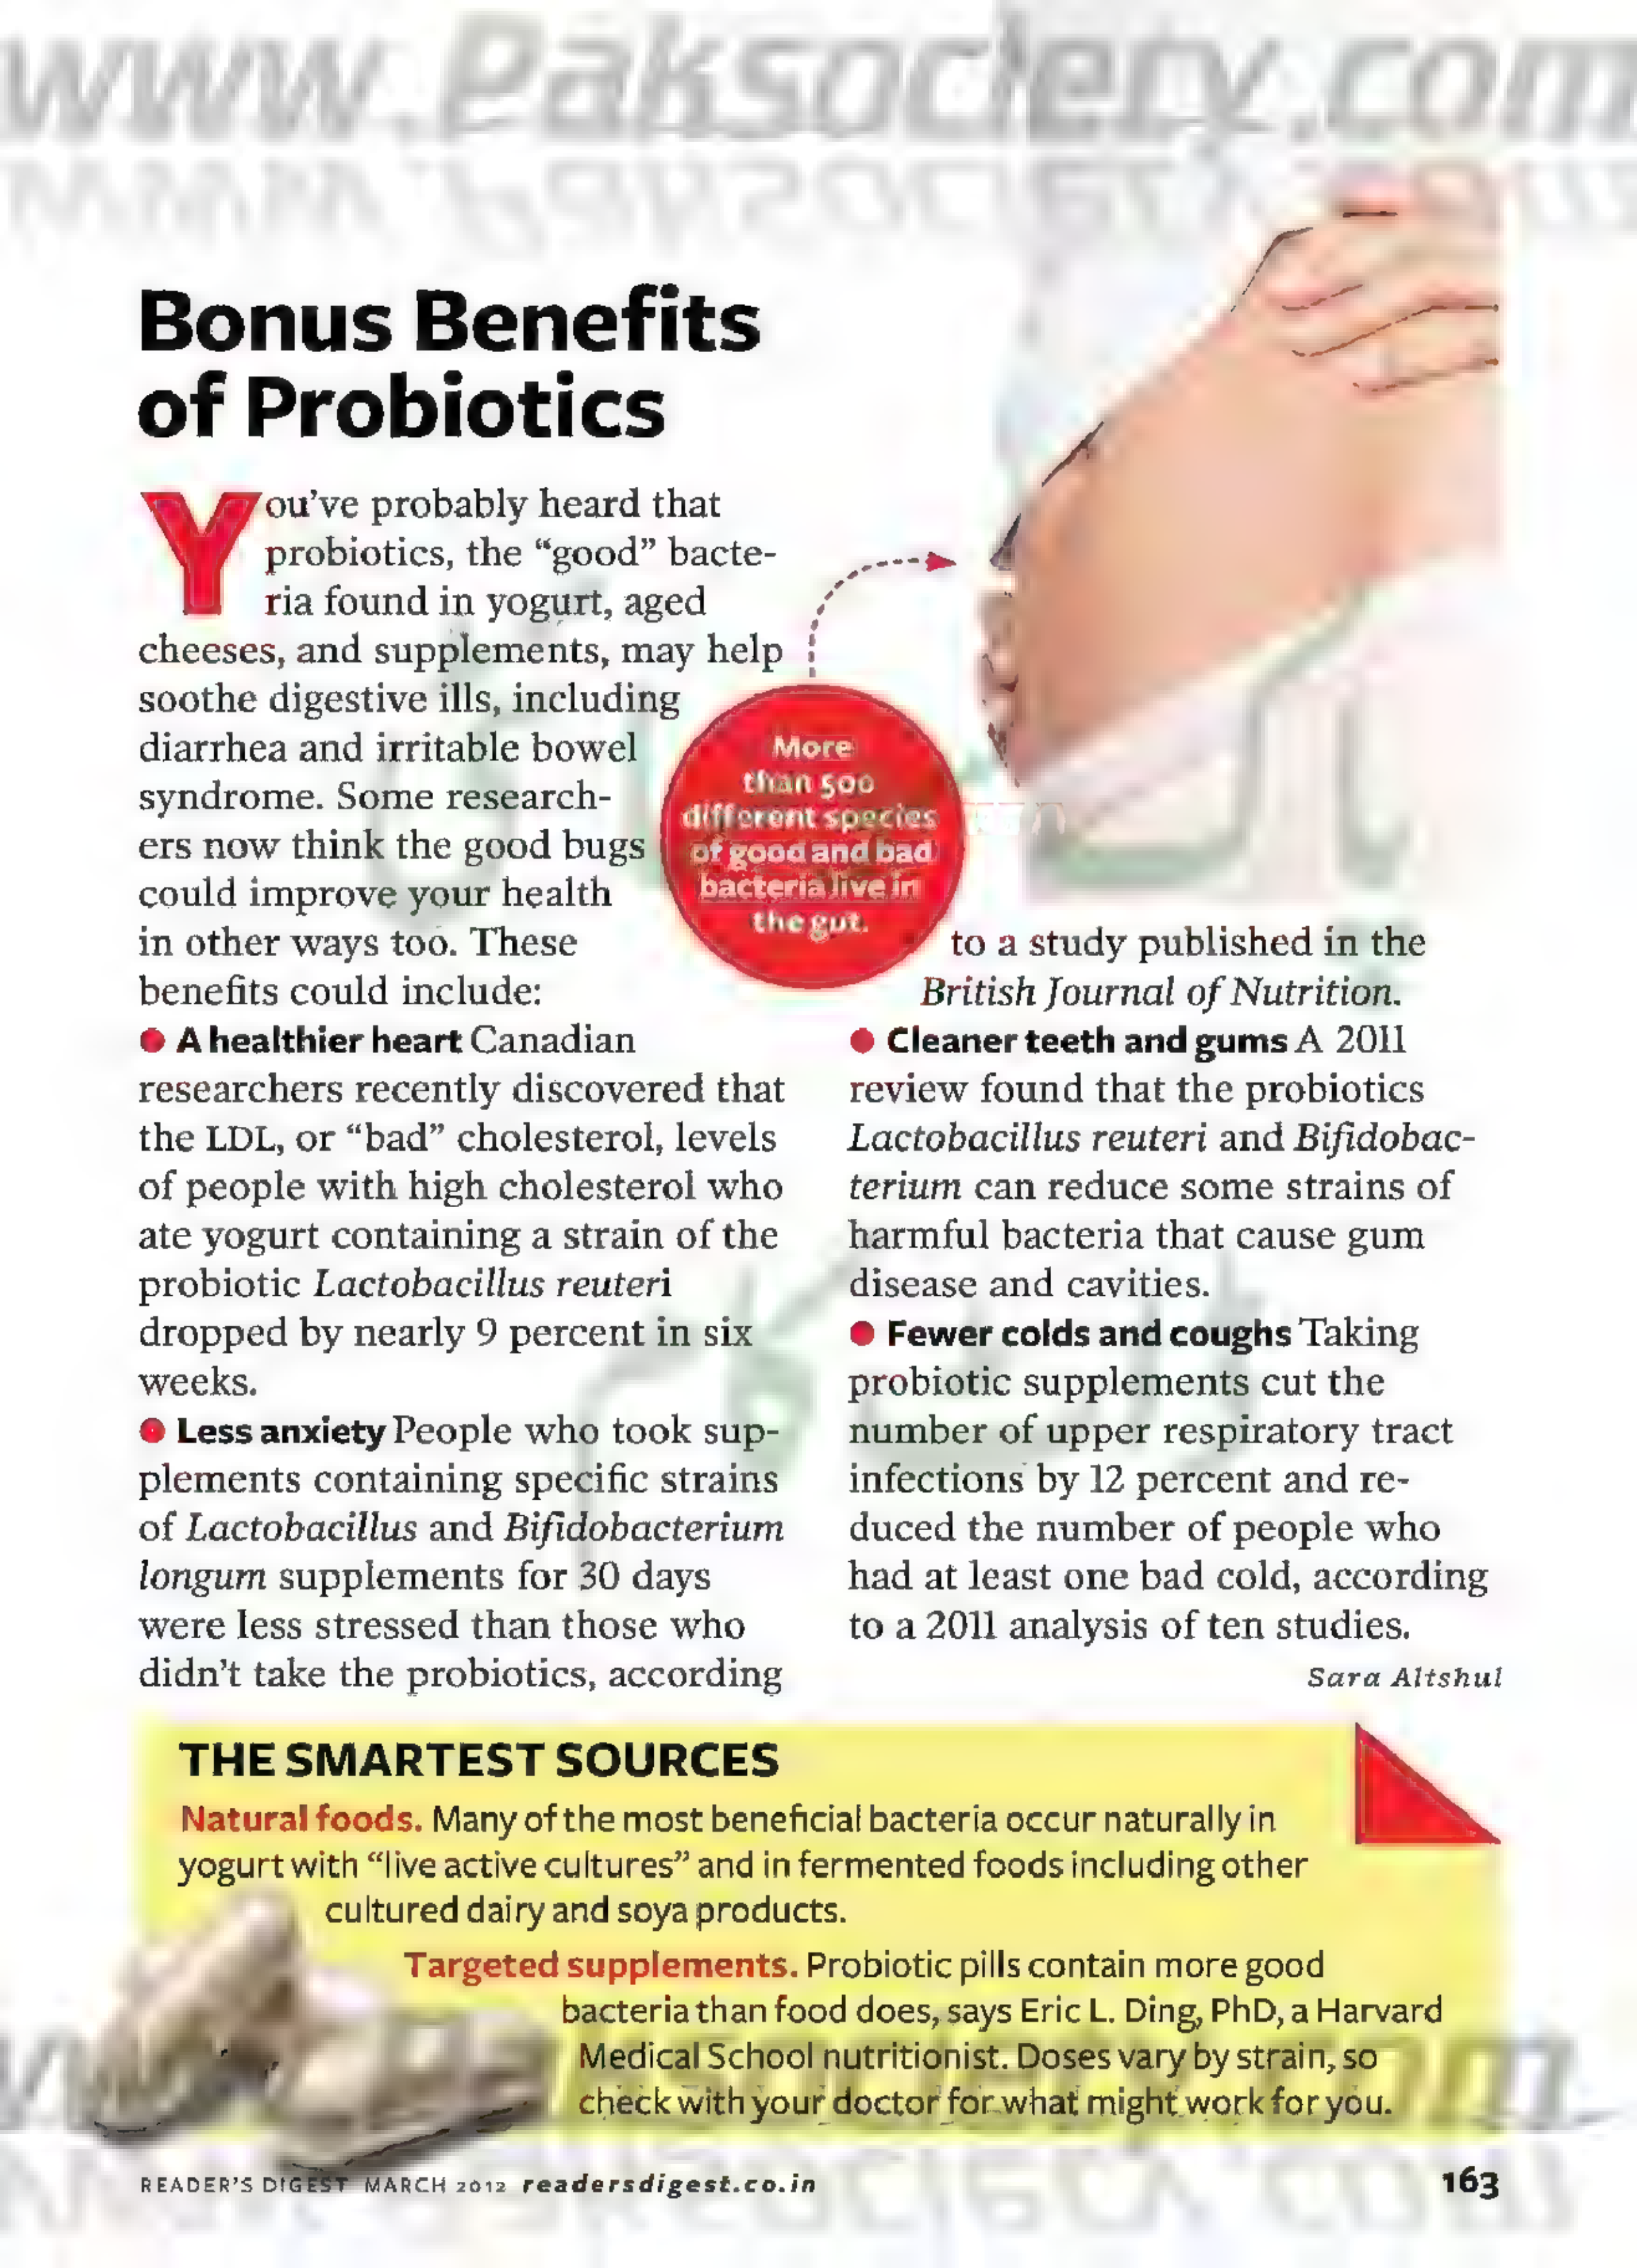 www.Paksociety.com
Bonus Benefits
of Probiotics
You've probably heard that
probiotics, the “good” bacte-
ria found in yogurt, aged
cheeses, and supplements, may help
soothe digestive ills, including
diarrhea and irritable bowel
syndrome. Some research-
ers now think the good bugs
could improve your health
in other ways too. These
benefits could include:
● A healthier heart Canadian
researchers recently discovered that
the LDL, or “bad” cholesterol, levels
of people with high cholesterol who
ate yogurt containing a strain of the
probiotic Lactobacillus reuteri
dropped by nearly 9 percent in six
weeks.
● Less anxiety People who took sup-
plements containing specific strains
of Lactobacillus and Bifidobacterium
longum supplements for 30 days
were less stressed than those who
didn't take the probiotics, according
More
than 500
different species
of good and bad
bacteria live in
the gut.
to a study published in the
British Journal of Nutrition.
● Cleaner teeth and gums A 2011
review found that the probiotics
Lactobacillus reuteri and Bifidobac-
terium can reduce some strains of
harmful bacteria that cause gum
disease and cavities.
● Fewer colds and coughs Taking
probiotic supplements cut the
number of upper respiratory tract
infections by 12 percent and re-
duced the number of people who
had at least one bad cold, according
to a 2011 analysis of ten studies.
Sara Altshul
THE SMARTEST SOURCES
Natural foods. Many of the most beneficial bacteria occur naturally in
yogurt with “live active cultures” and in fermented foods including other
cultured dairy and soya products.
Targeted supplements. Probiotic pills contain more good
bacteria than food does, says Eric L. Ding, PhD, a Harvard
Medical School nutritionist. Doses vary by strain, so
check with your doctor for what might work for you.
READER'S DIGEST MARCH 2012 readersdigest.co.in
163